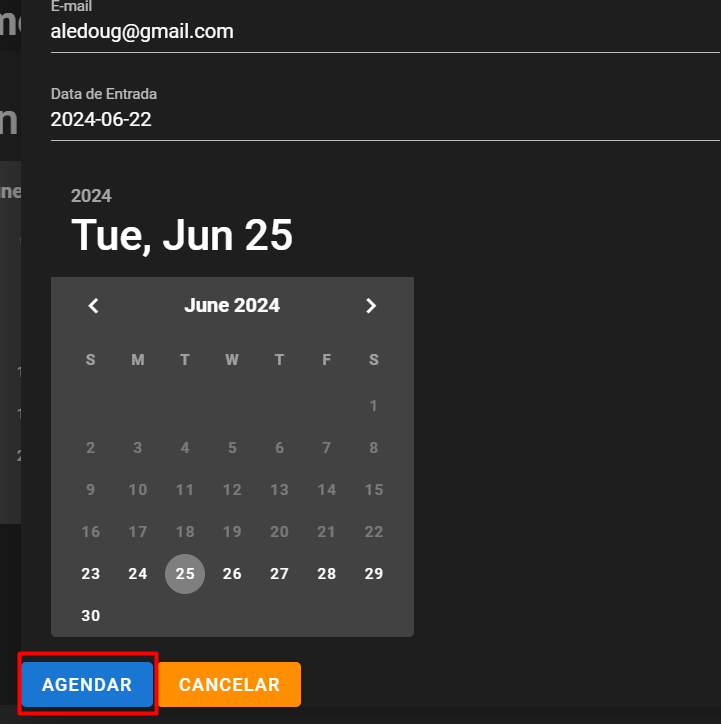 E-mail
aledoug@gmail.com
Data de Entrada
2024-06-22
2024
Tue, Jun 25
June 2024
S M T W T F S
1
2 3 4 5 6 7 8
9 10 11 12 13 14 15
16 17 18 19 20 21 22
23 24 25 26 27 28 29
30
AGENDAR CANCELAR